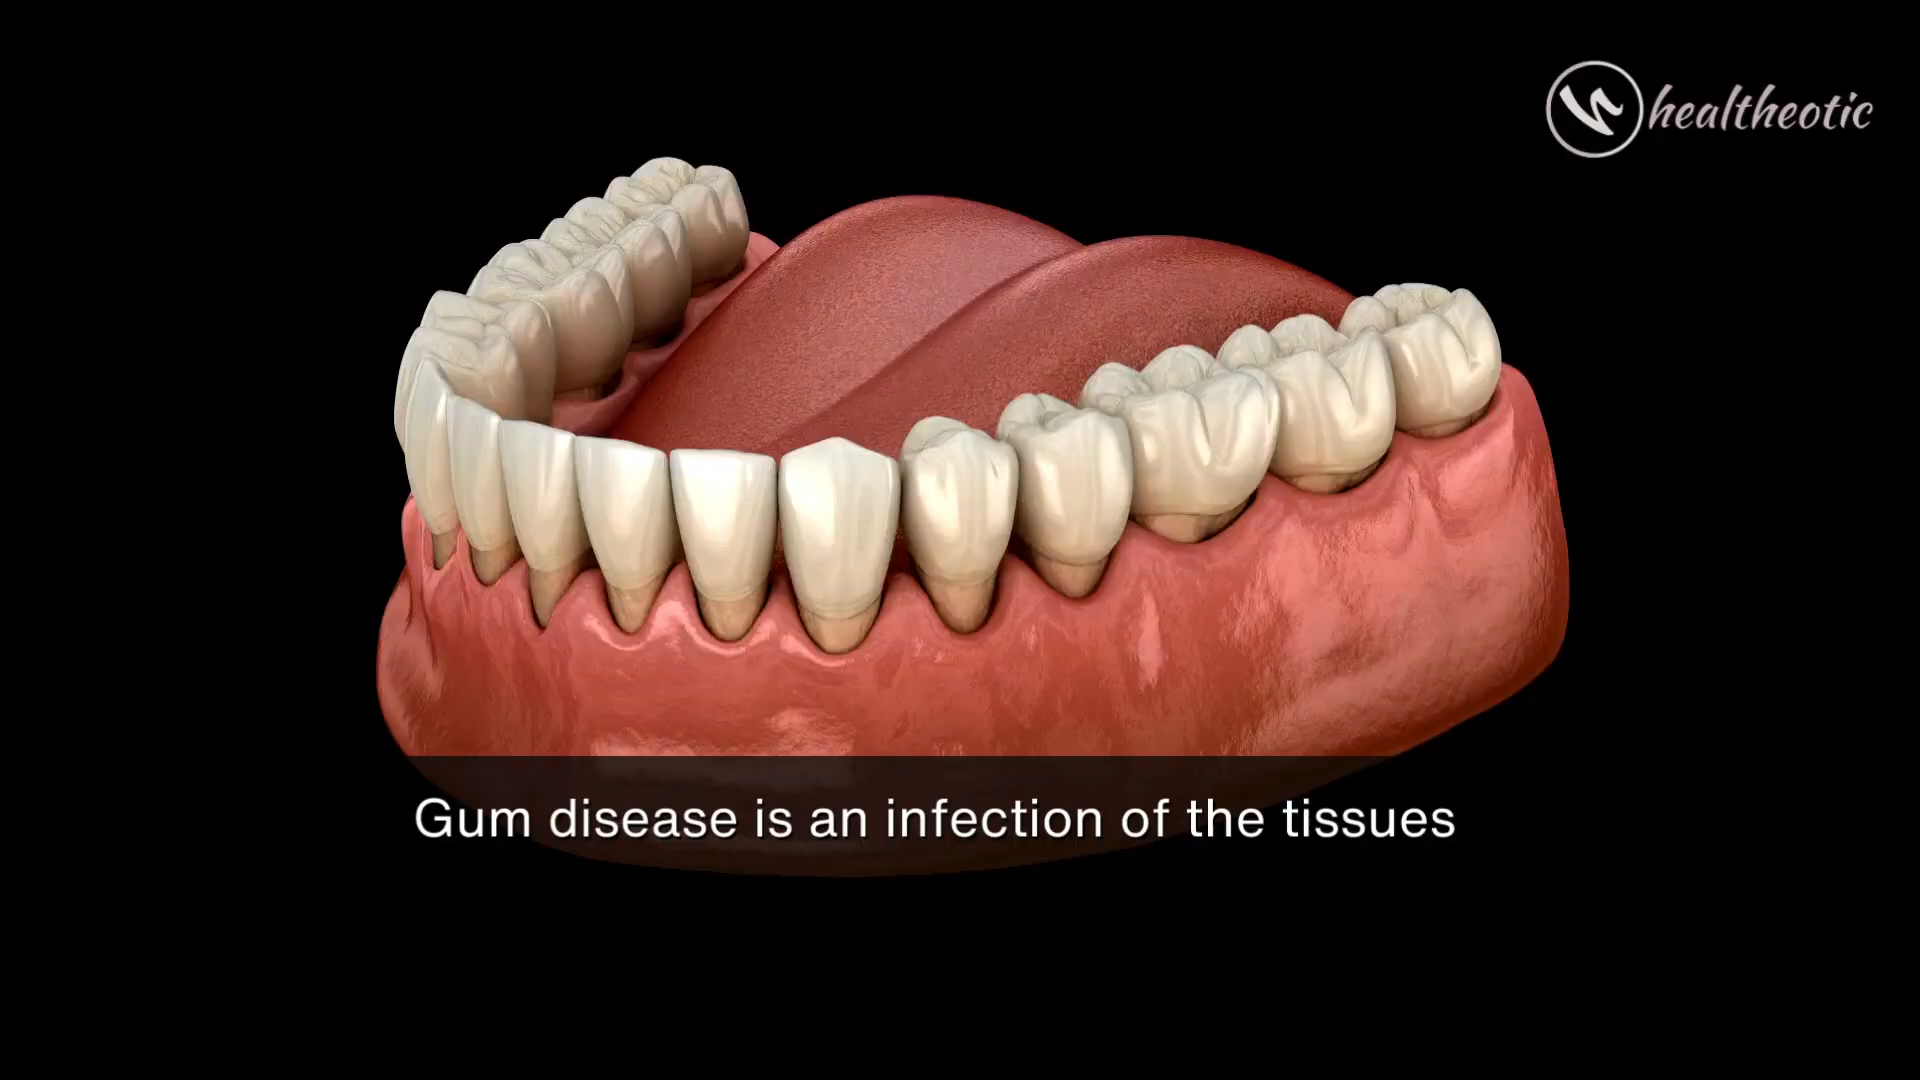 healtheotic
Gum disease is an infection of the tissues